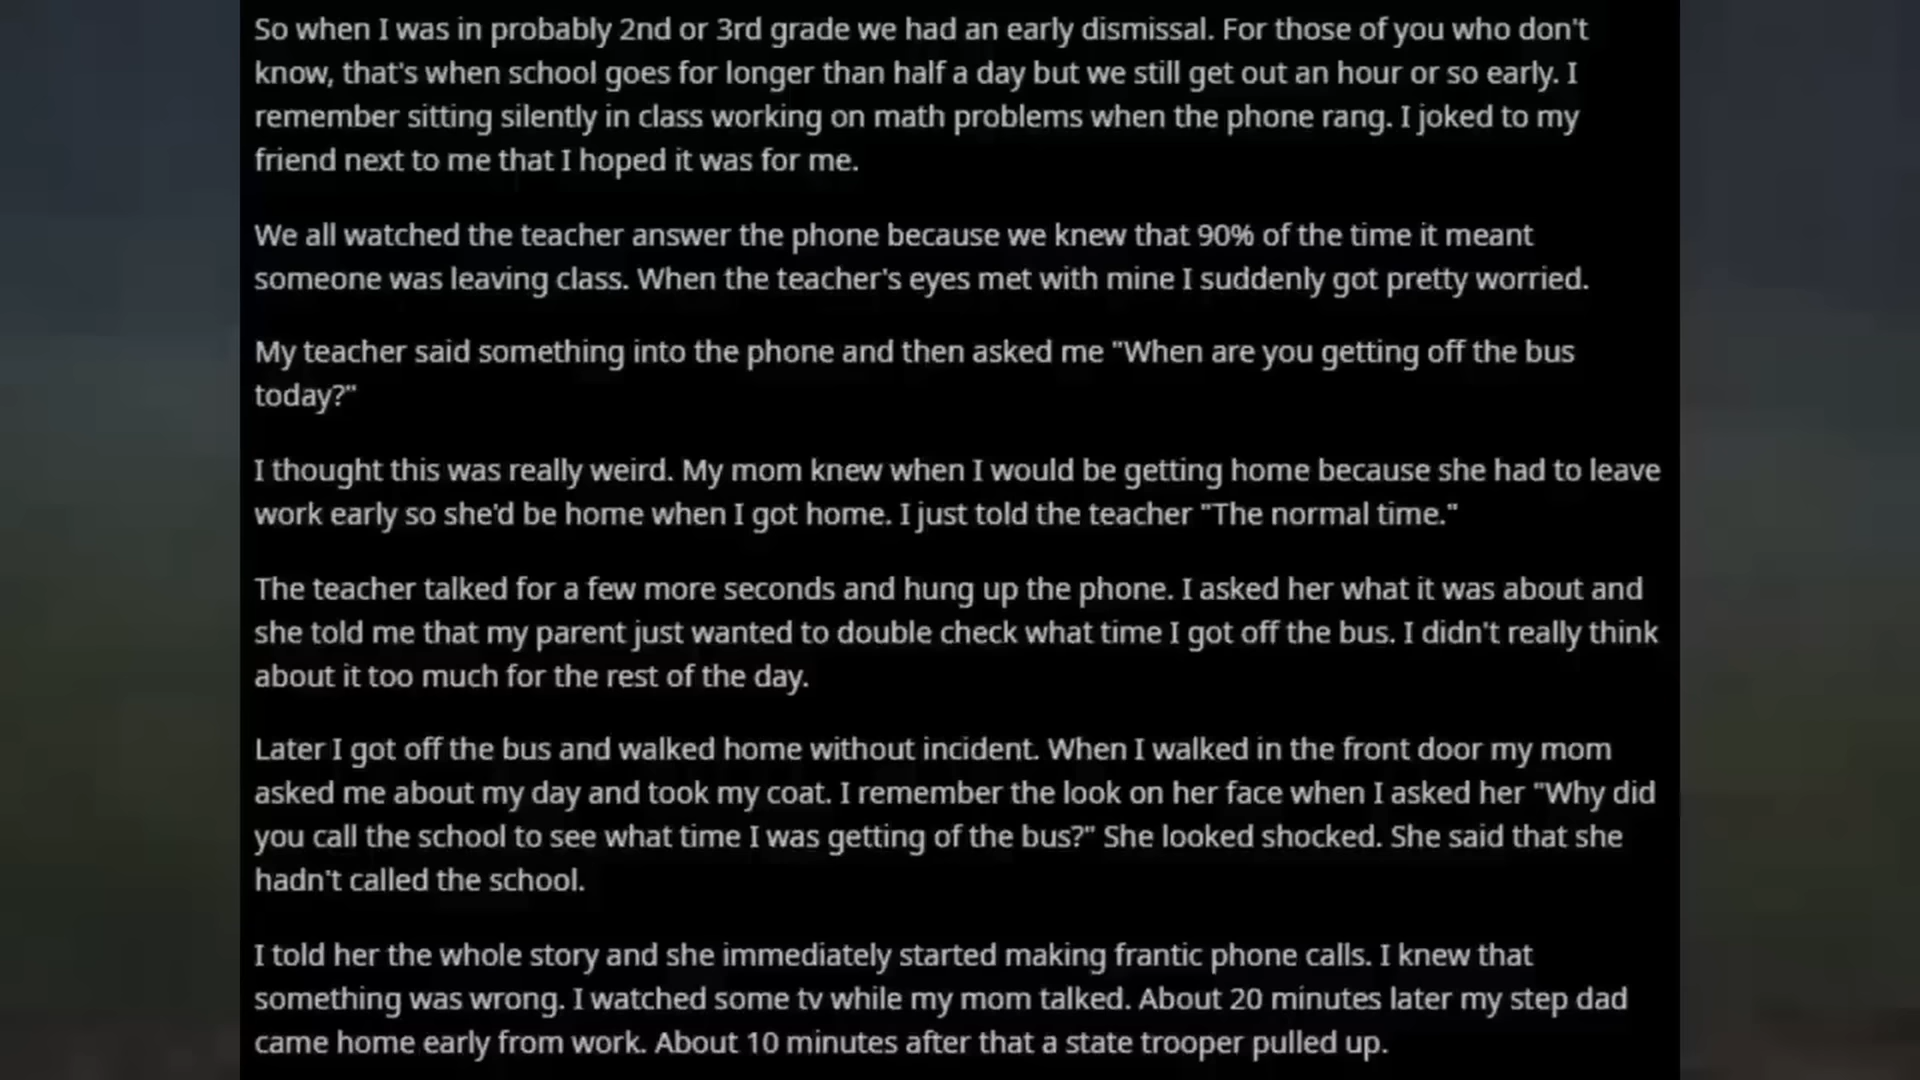 So when I was in probably 2nd or 3rd grade we had an early dismissal. For those of you who don't
know, that's when school goes for longer than half a day but we still get out an hour or so early. I
remember sitting silently in class working on math problems when the phone rang. I joked to my
friend next to me that I hoped it was for me.
We all watched the teacher answer the phone because we knew that 90% of the time it meant
someone was leaving class. When the teacher's eyes met with mine I suddenly got pretty worried.
My teacher said something into the phone and then asked me "When are you getting off the bus
today?"
I thought this was really weird. My mom knew when I would be getting home because she had to leave
work early so she'd be home when I got home. I just told the teacher "The normal time."
The teacher talked for a few more seconds and hung up the phone. I asked her what it was about and
she told me that my parent just wanted to double check what time I got off the bus. I didn't really think
about it too much for the rest of the day.
Later I got off the bus and walked home without incident. When I walked in the front door my mom
asked me about my day and took my coat. I remember the look on her face when I asked her "Why did
you call the school to see what time I was getting of the bus?" She looked shocked. She said that she
hadn't called the school.
I told her the whole story and she immediately started making frantic phone calls. I knew that
something was wrong. I watched some tv while my mom talked. About 20 minutes later my step dad
came home early from work. About 10 minutes after that a state trooper pulled up.